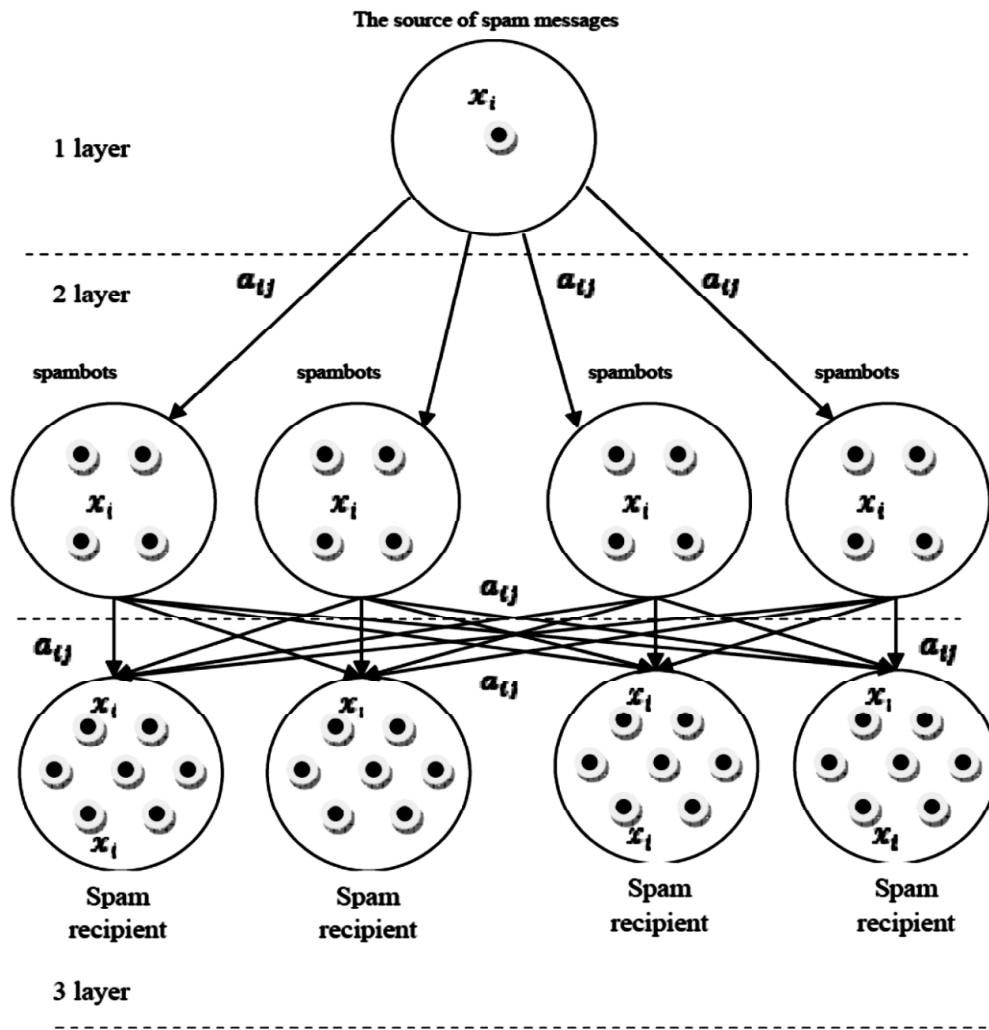 The source of spam messages
x_i
1 layer
a_ij a_ij a_ij
2 layer
spambots spambots spambots spambots
x_i x_i x_i x_i
a_ij
a_ij a_ij a_ij
x_i x_i x_i x_i
x_i x_i x_i
Spam Spam Spam Spam
recipient recipient recipient recipient
3 layer